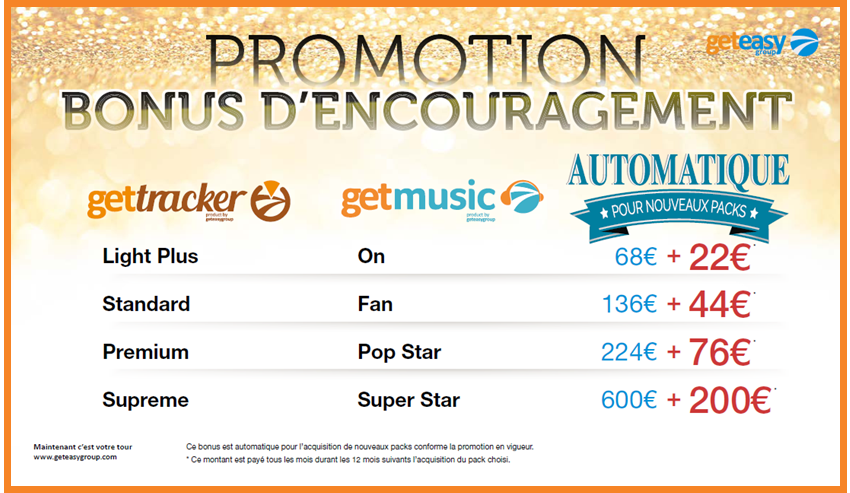 PROMOTION
geteasy
group
BONUS D'ENCOURAGEMENT
gettracker
product by
geteasygroup
getmusic
product by
geteasygroup
AUTOMATIQUE
POUR NOUVEAUX PACKS
Light Plus On 68€ + 22€*
Standard Fan 136€ + 44€*
Premium Pop Star 224€ + 76€*
Supreme Super Star 600€ + 200€*
Maintenant c'est votre tour
www.geteasygroup.com
Ce bonus est automatique pour l'acquisition de nouveaux packs conforme la promotion en vigueur.
* Ce montant est payé tous les mois durant les 12 mois suivants l'acquisition du pack choisi.